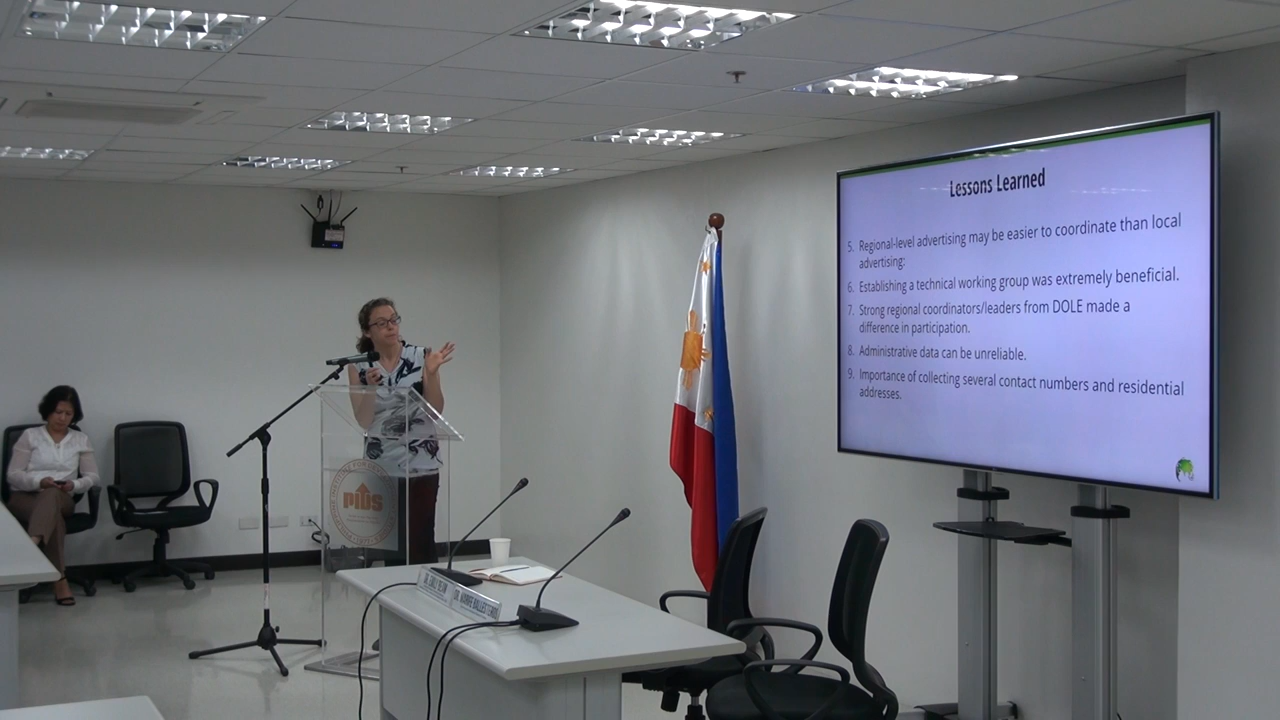 Lessons Learned
5. Regional-level advertising may be easier to coordinate than local
advertising:
6. Establishing a technical working group was extremely beneficial.
7. Strong regional coordinators/leaders from DOLE made a
difference in participation.
8. Administrative data can be unreliable.
9. Importance of collecting several contact numbers and residential
addresses.
PIDS